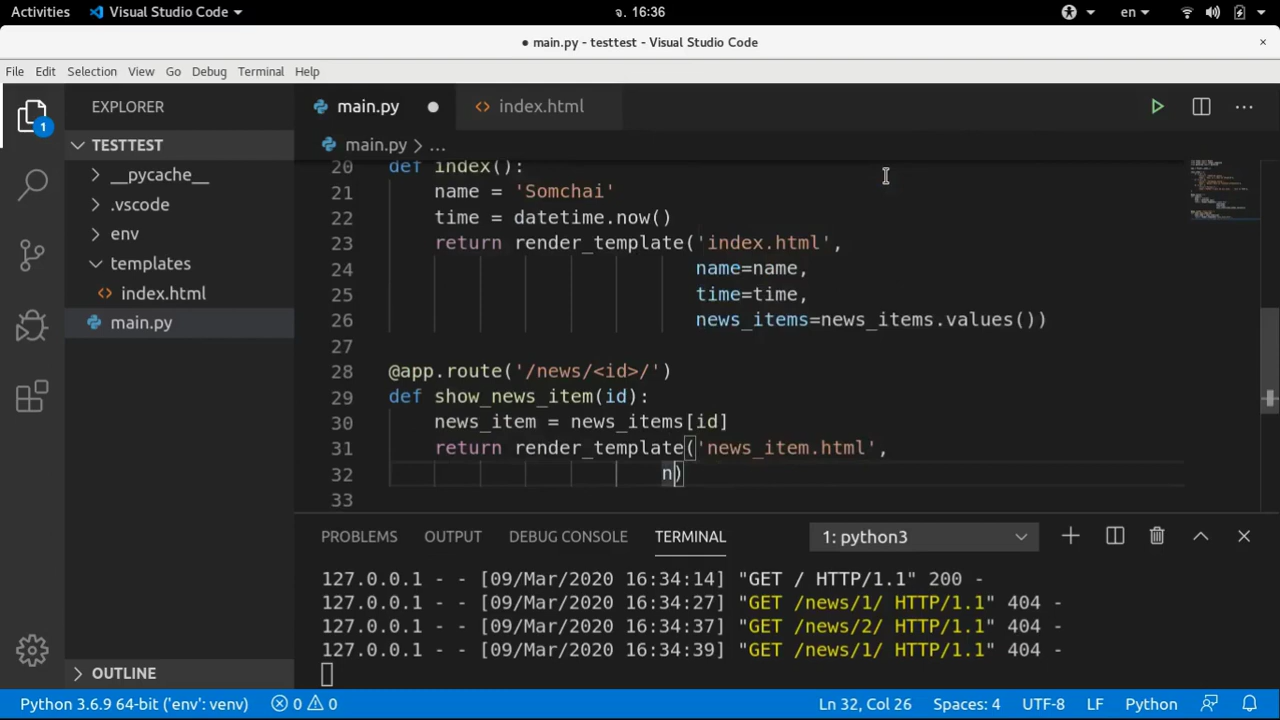 Activities Visual Studio Code จ. 16:36 en
● main.py - testtest - Visual Studio Code ×
File Edit Selection View Go Debug Terminal Help
EXPLORER main.py ● index.html
TESTTEST main.py > ...
__pycache__
.vscode
env
templates
index.html
main.py
20 def index():
21 name = 'Somchai'
22 time = datetime.now()
23 return render_template('index.html',
24 name=name,
25 time=time,
26 news_items=news_items.values())
27
28 @app.route('/news/<id>/')
29 def show_news_item(id):
30 news_item = news_items[id]
31 return render_template('news_item.html',
32 n)
33
1
PROBLEMS OUTPUT DEBUG CONSOLE TERMINAL 1: python3
127.0.0.1 - - [09/Mar/2020 16:34:14] "GET / HTTP/1.1" 200 -
127.0.0.1 - - [09/Mar/2020 16:34:27] "GET /news/1/ HTTP/1.1" 404 -
127.0.0.1 - - [09/Mar/2020 16:34:37] "GET /news/2/ HTTP/1.1" 404 -
127.0.0.1 - - [09/Mar/2020 16:34:39] "GET /news/1/ HTTP/1.1" 404 -
OUTLINE
Python 3.6.9 64-bit ('env': venv) 0 0 Ln 32, Col 26 Spaces: 4 UTF-8 LF Python